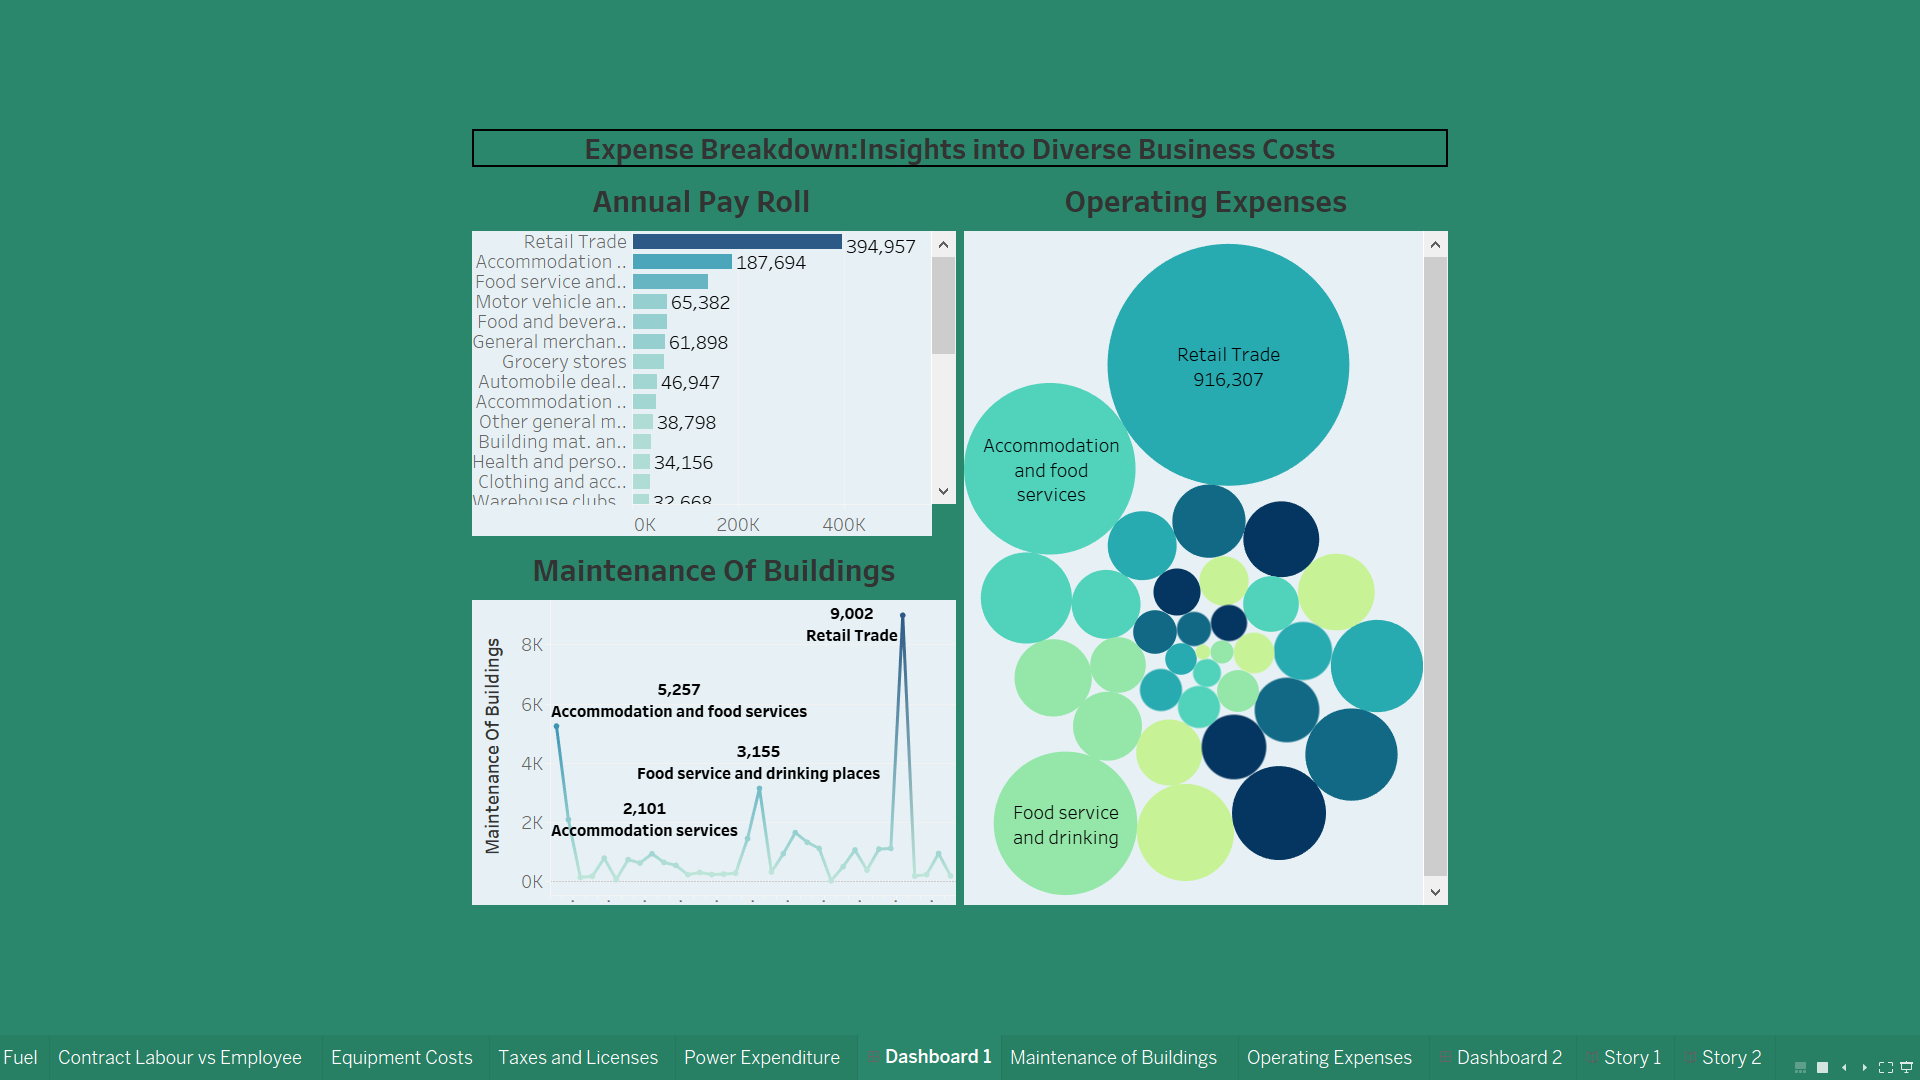 Expense Breakdown:Insights into Diverse Business Costs
Annual Pay Roll
Retail Trade 394,957
Accommodation .. 187,694
Food service and..
Motor vehicle an.. 65,382
Food and bevera..
General merchan.. 61,898
Grocery stores
Automobile deal.. 46,947
Accommodation ..
Other general m.. 38,798
Building mat. an..
Health and perso.. 34,156
Clothing and acc..
Warehouse clubs.. 32,668
0K 200K 400K
Maintenance Of Buildings
Maintenance Of Buildings
8K
6K
4K
2K
0K
9,002
Retail Trade
5,257
Accommodation and food services
3,155
Food service and drinking places
2,101
Accommodation services
Operating Expenses
Retail Trade
916,307
Accommodation
and food
services
Food service
and drinking
Fuel Contract Labour vs Employee Equipment Costs Taxes and Licenses Power Expenditure Dashboard 1 Maintenance of Buildings Operating Expenses Dashboard 2 Story 1 Story 2